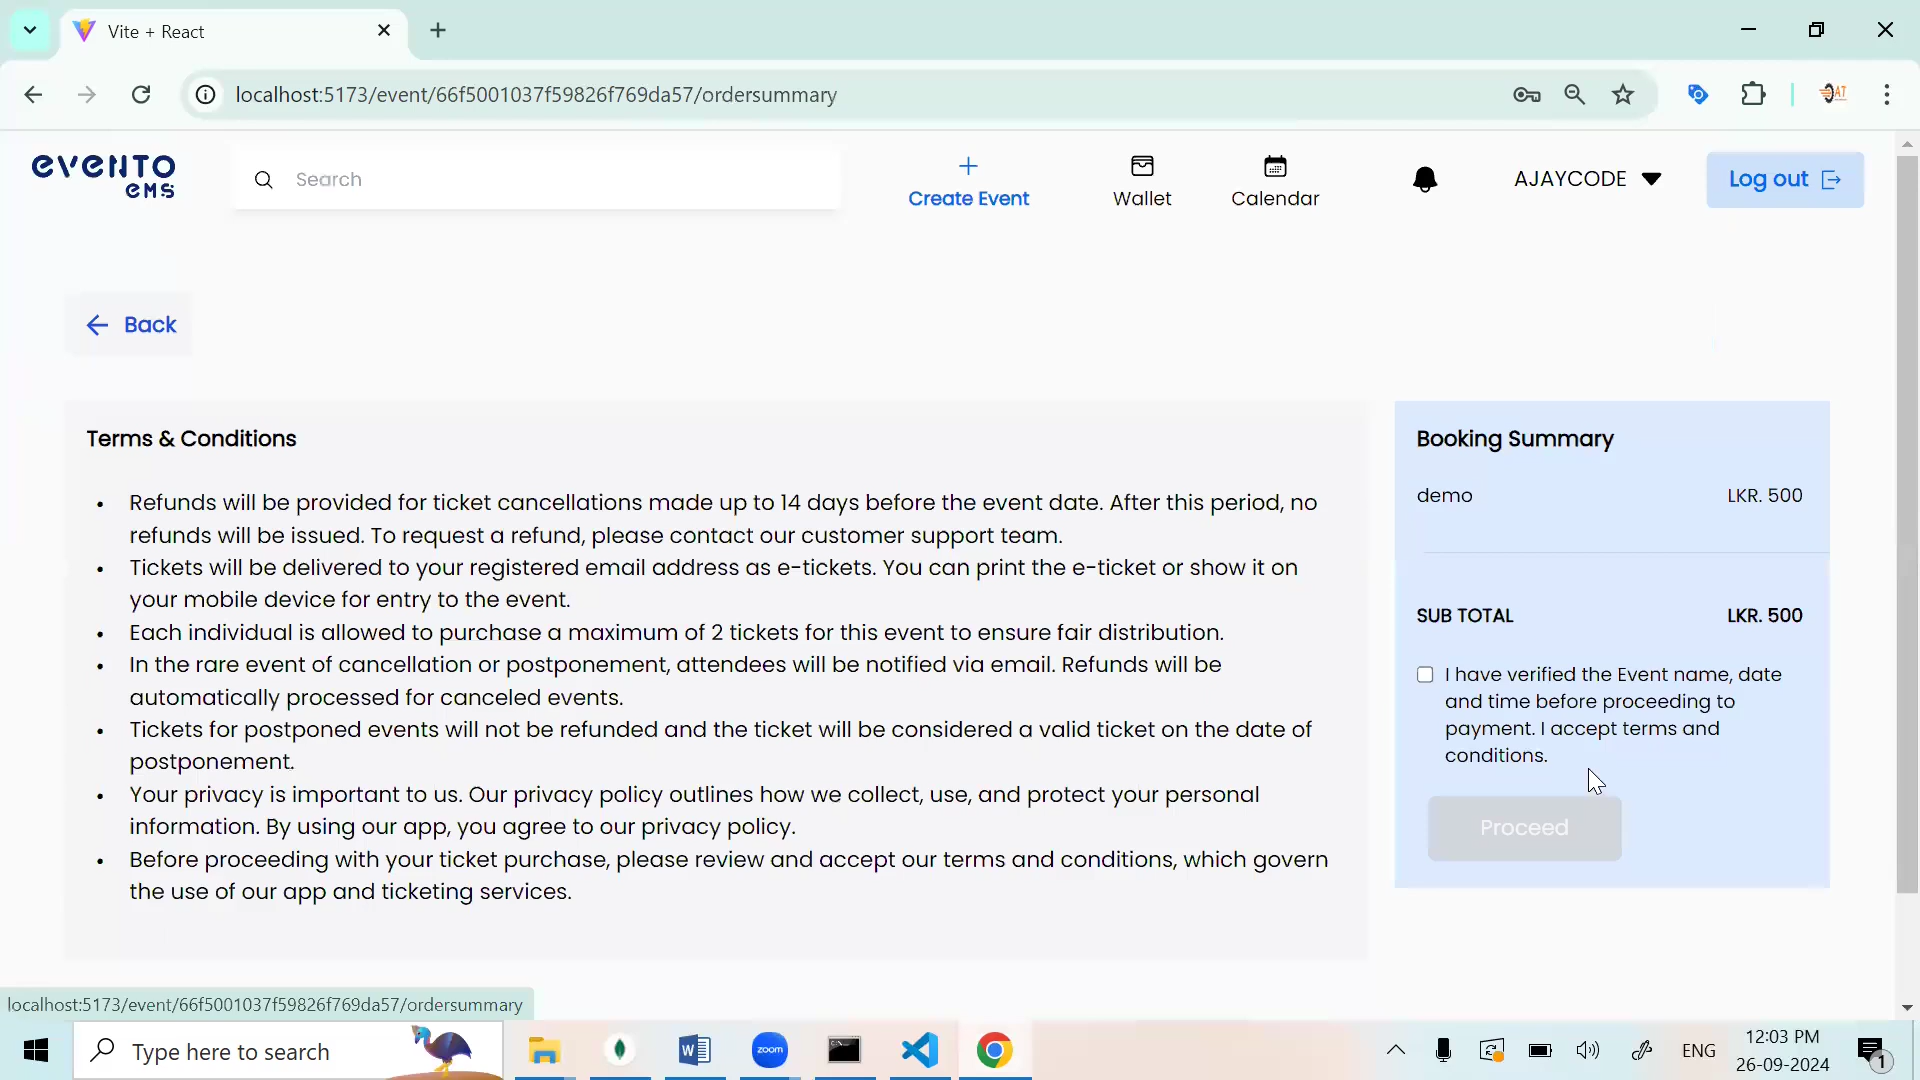 Vite + React
localhost:5173/event/66f5001037f59826f769da57/ordersummary
evento
ems
Search
Create Event
Wallet
Calendar
AJAYCODE
Log out
Back
Terms & Conditions
• Refunds will be provided for ticket cancellations made up to 14 days before the event date. After this period, no
refunds will be issued. To request a refund, please contact our customer support team.
• Tickets will be delivered to your registered email address as e-tickets. You can print the e-ticket or show it on
your mobile device for entry to the event.
• Each individual is allowed to purchase a maximum of 2 tickets for this event to ensure fair distribution.
• In the rare event of cancellation or postponement, attendees will be notified via email. Refunds will be
automatically processed for canceled events.
• Tickets for postponed events will not be refunded and the ticket will be considered a valid ticket on the date of
postponement.
• Your privacy is important to us. Our privacy policy outlines how we collect, use, and protect your personal
information. By using our app, you agree to our privacy policy.
• Before proceeding with your ticket purchase, please review and accept our terms and conditions, which govern
the use of our app and ticketing services.
Booking Summary
demo LKR. 500
SUB TOTAL LKR. 500
I have verified the Event name, date
and time before proceeding to
payment. I accept terms and
conditions.
Proceed
localhost:5173/event/66f5001037f59826f769da57/ordersummary
Type here to search
zoom
ENG
12:03 PM
26-09-2024
1